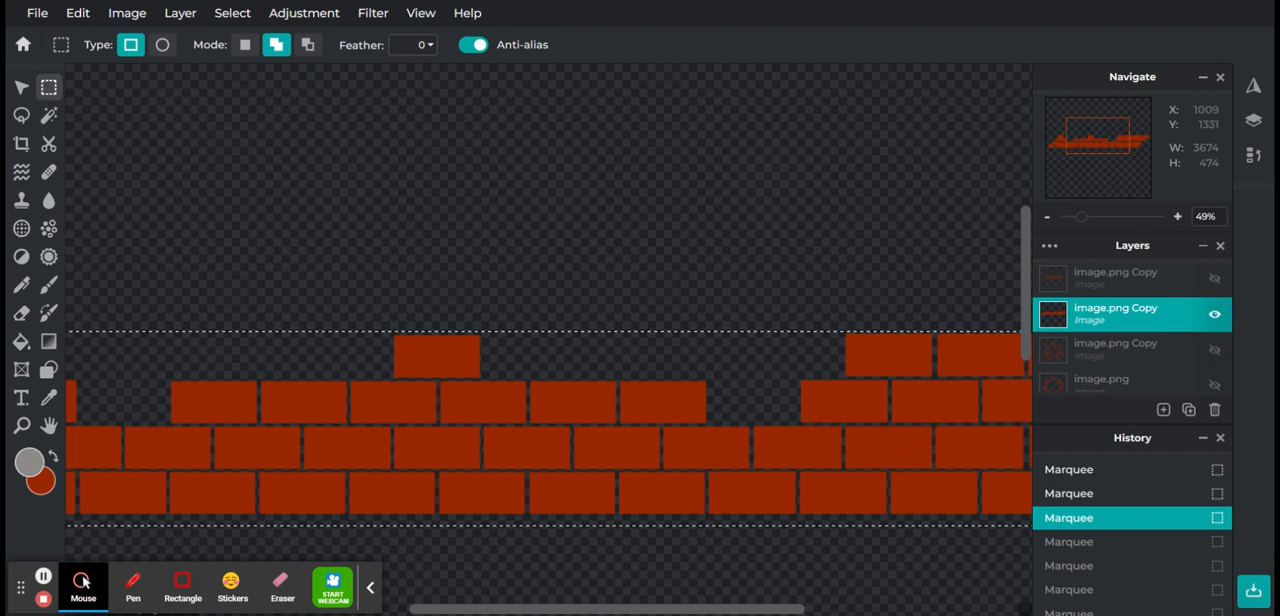 File Edit Image Layer Select Adjustment Filter View Help
Type: Mode: Feather: 0 Anti-alias
Navigate
X: 1009
Y: 1331
W: 3674
H: 474
- + 49%
Layers
image.png Copy
Image
image.png Copy
Image
image.png Copy
Image
image.png
Image
History
Marquee
Marquee
Marquee
Marquee
Marquee
Marquee
Marquee
T
Mouse Pen Rectangle Stickers Eraser START WEBCAM